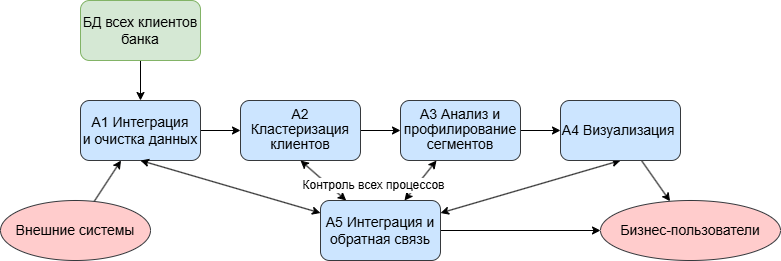 БД всех клиентов
банка
А1 Интеграция
и очистка данных
А2
Кластеризация
клиентов
А3 Анализ и
профилирование
сегментов
А4 Визуализация
Контроль всех процессов
Внешние системы
А5 Интеграция и
обратная связь
Бизнес-пользователи